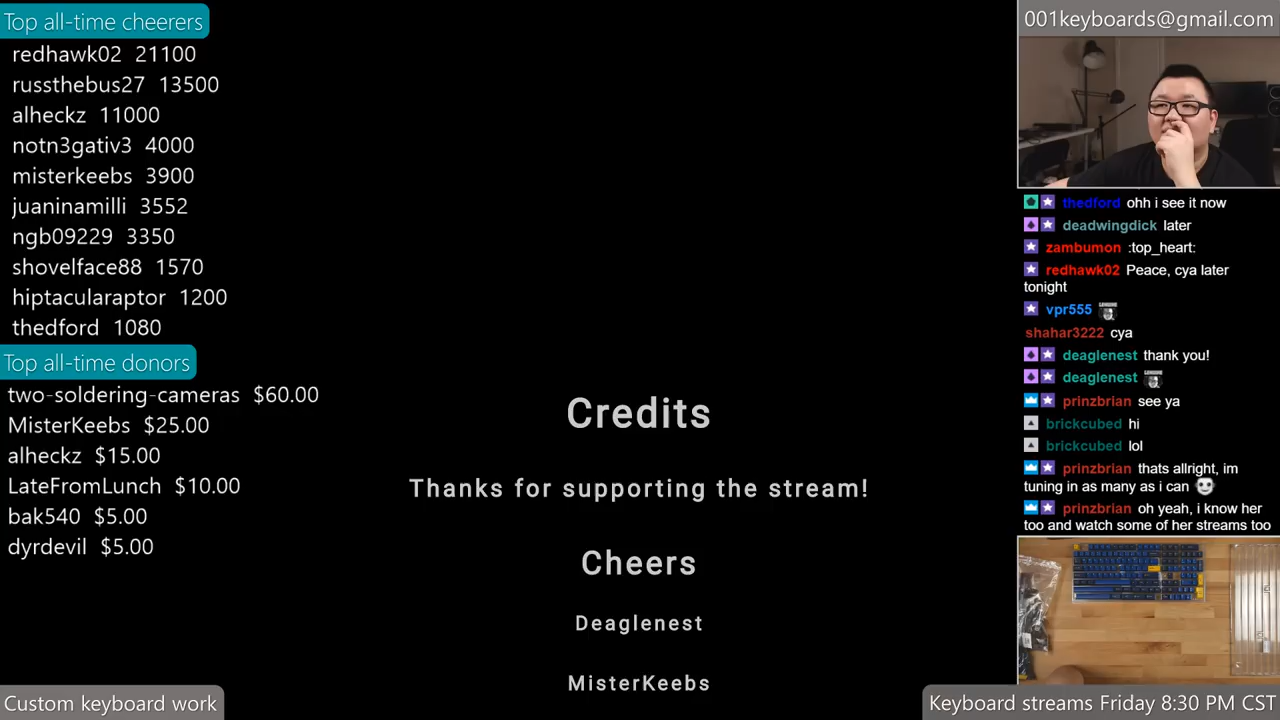 Top all-time cheerers
redhawk02 21100
russthebus27 13500
alheckz 11000
notn3gativ3 4000
misterkeebs 3900
juaninamilli 3552
ngb09229 3350
shovelface88 1570
hiptacularaptor 1200
thedford 1080
Top all-time donors
two-soldering-cameras $60.00
MisterKeebs $25.00
alheckz $15.00
LateFromLunch $10.00
bak540 $5.00
dyrdevil $5.00
Custom keyboard work
Credits
Thanks for supporting the stream!
Cheers
Deaglenest
MisterKeebs
001keyboards@gmail.com
thedford ohh i see it now
deadwingdick later
zambumon :top_heart:
redhawk02 Peace, cya later
tonight
vpr555
shahar3222 cya
deaglenest thank you!
deaglenest
prinzbrian see ya
brickcubed hi
brickcubed lol
prinzbrian thats allright, im
tuning in as many as i can
prinzbrian oh yeah, i know her
too and watch some of her streams too
Keyboard streams Friday 8:30 PM CST